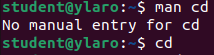 student@ylaro:~$ man cd
No manual entry for cd
student@ylaro:~$ cd